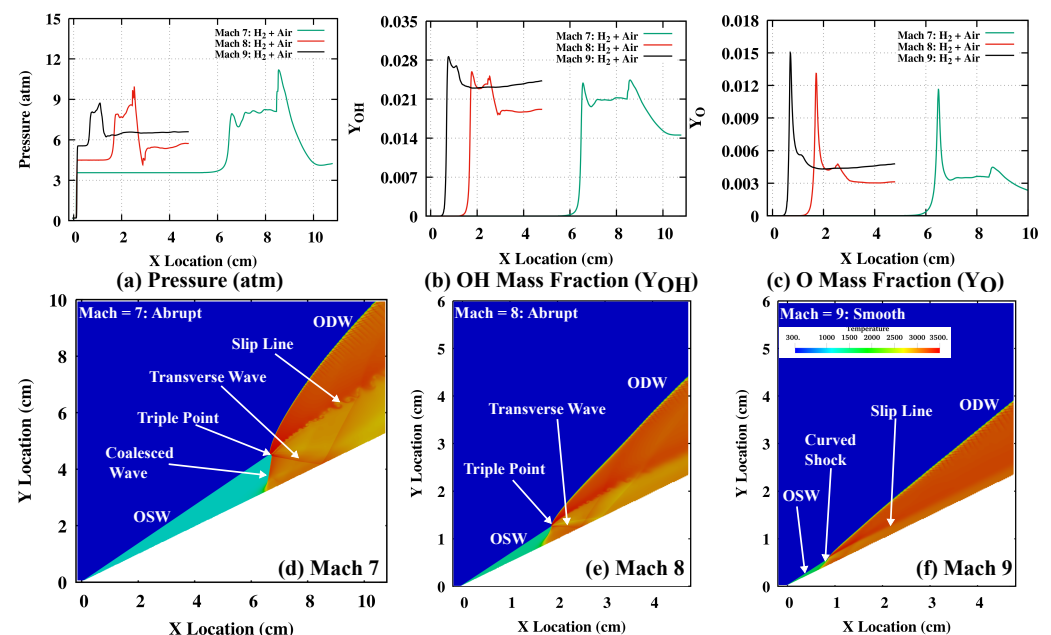 Mach 7: H2 + Air
Mach 8: H2 + Air
Mach 9: H2 + Air
Pressure (atm)
15
12
9
6
3
0
0 2 4 6 8 10
X Location (cm)
(a) Pressure (atm)
Mach 7: H2 + Air
Mach 8: H2 + Air
Mach 9: H2 + Air
YOH
0.035
0.028
0.021
0.014
0.007
0
0 2 4 6 8 10
X Location (cm)
(b) OH Mass Fraction (YOH)
Mach 7: H2 + Air
Mach 8: H2 + Air
Mach 9: H2 + Air
YO
0.018
0.015
0.012
0.009
0.006
0.003
0
0 2 4 6 8 10
X Location (cm)
(c) O Mass Fraction (YO)
Mach = 7: Abrupt
ODW
Slip Line
Transverse Wave
Triple Point
Coalesced
Wave
OSW
(d) Mach 7
Y Location (cm)
10
8
6
4
2
0
0 2 4 6 8 10
X Location (cm)
Mach = 8: Abrupt
ODW
Transverse Wave
Triple Point
OSW
(e) Mach 8
Y Location (cm)
6
5
4
3
2
1
0
0 1 2 3 4
X Location (cm)
Mach = 9: Smooth
Temperature
300. 1000 2000 3000 3500.
ODW
Slip Line
Curved
Shock
OSW
(f) Mach 9
Y Location (cm)
6
5
4
3
2
1
0
0 1 2 3 4
X Location (cm)